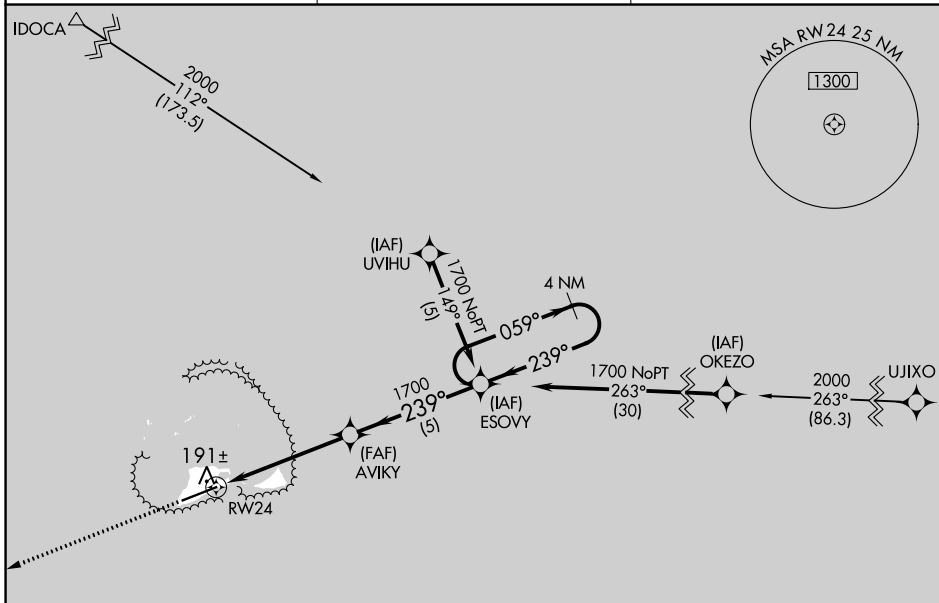 IDOCA
2000
112°
(173.5)
MSA RW24 25 NM
1300
(IAF)
UVIHU
1700 NoPT
149°
(5)
4 NM
059°
239°
(IAF)
ESOVY
1700 NoPT
263°
(30)
(IAF)
OKEZO
2000
263°
(86.3)
UJIXO
1700
239°
(5)
(FAF)
AVIKY
191±
RW24